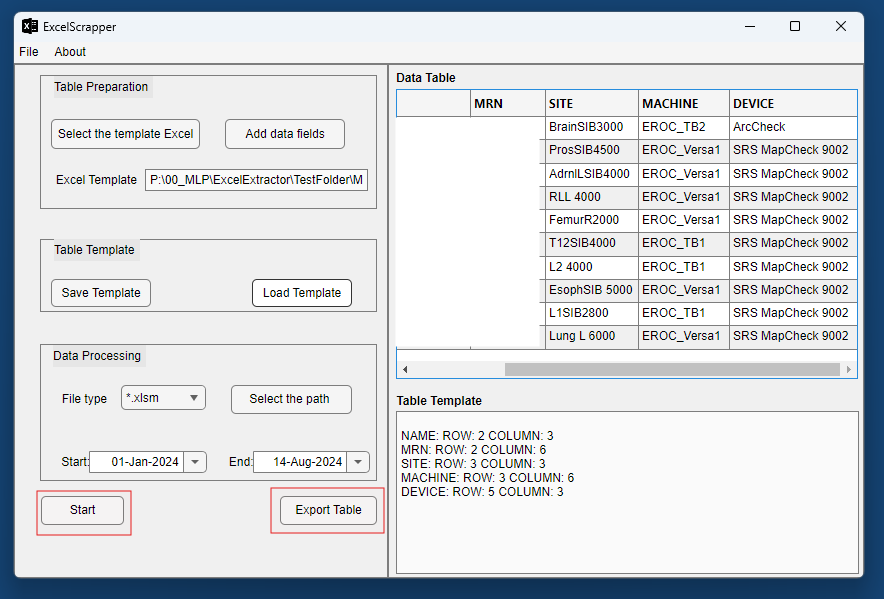 ExcelScrapper
File About
Table Preparation
Select the template Excel Add data fields
Excel Template P:\00_MLP\ExcelExtractor\TestFolder\M
Table Template
Save Template Load Template
Data Processing
File type *.xlsm Select the path
Start: 01-Jan-2024 End: 14-Aug-2024
Start Export Table
Data Table
MRN SITE MACHINE DEVICE
BrainSIB3000 EROC_TB2 ArcCheck
ProsSIB4500 EROC_Versa1 SRS MapCheck 9002
AdrnlLSIB4000 EROC_Versa1 SRS MapCheck 9002
RLL 4000 EROC_Versa1 SRS MapCheck 9002
FemurR2000 EROC_Versa1 SRS MapCheck 9002
T12SIB4000 EROC_TB1 SRS MapCheck 9002
L2 4000 EROC_TB1 SRS MapCheck 9002
EsophSIB 5000 EROC_Versa1 SRS MapCheck 9002
L1SIB2800 EROC_TB1 SRS MapCheck 9002
Lung L 6000 EROC_Versa1 SRS MapCheck 9002
Table Template
NAME: ROW: 2 COLUMN: 3
MRN: ROW: 2 COLUMN: 6
SITE: ROW: 3 COLUMN: 3
MACHINE: ROW: 3 COLUMN: 6
DEVICE: ROW: 5 COLUMN: 3